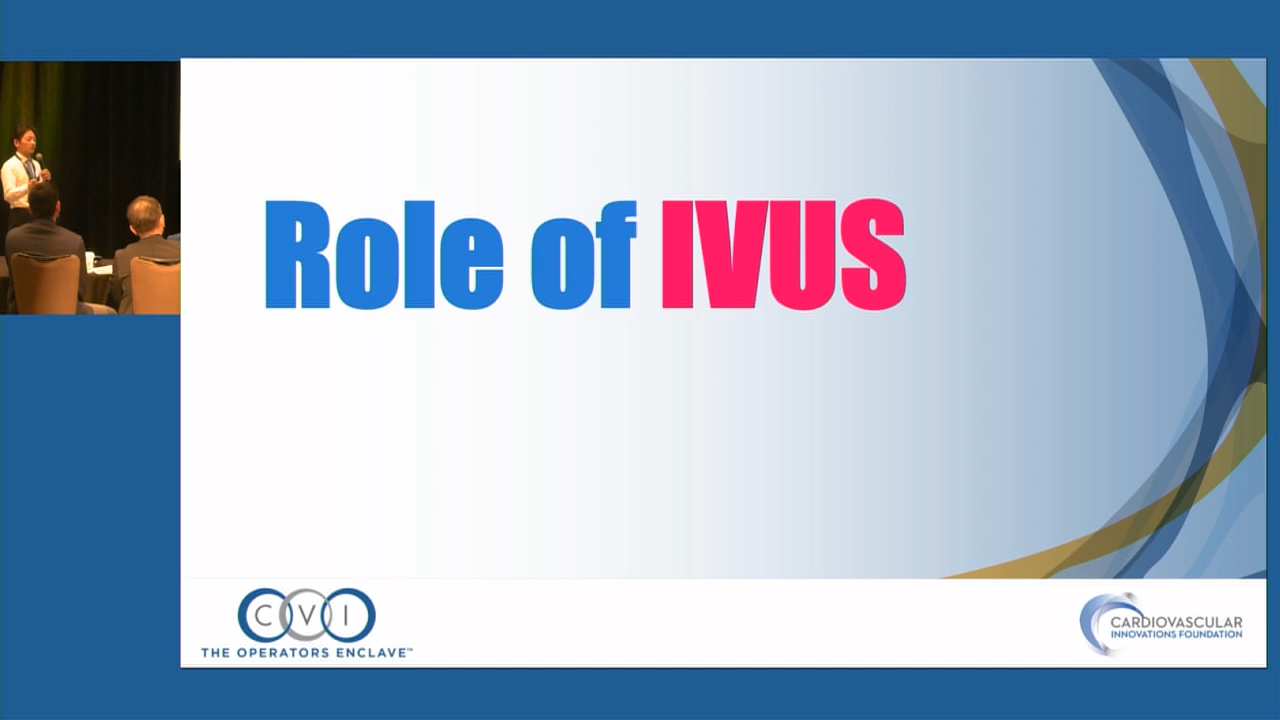 Role of IVUS
CVI
THE OPERATORS ENCLAVE™
CARDIOVASCULAR
INNOVATIONS FOUNDATION